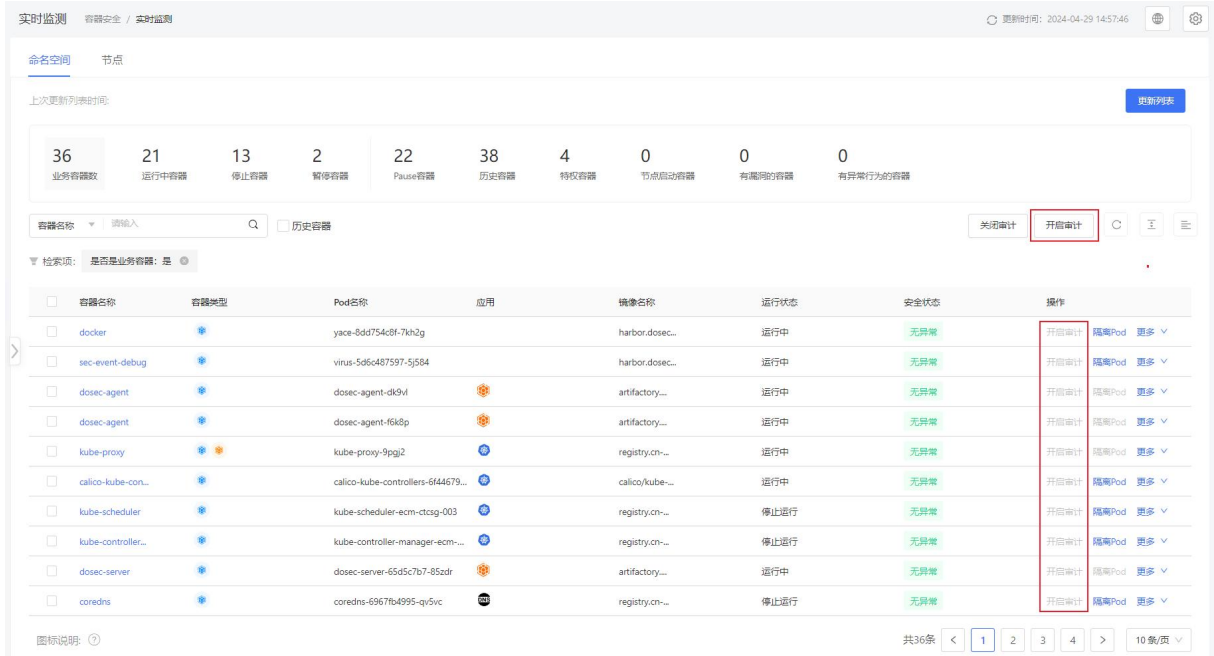 实时监测 容器安全 / 实时监测 更新时间: 2024-04-29 14:57:46
命名空间 节点
上次更新列表时间: 更新列表
36 21 13 2 22 38 4 0 0 0
业务容器数 运行中容器 停止容器 暂停容器 Pause容器 历史容器 特权容器 节点启动容器 有漏洞的容器 有异常行为的容器
容器名称 请输入 历史容器 关闭审计 开启审计
检索项: 是否是业务容器: 是
容器名称 容器类型 Pod名称 应用 镜像名称 运行状态 安全状态 操作
docker yace-8dd754c8f-7kh2g harbor.dosec... 运行中 无异常 开启审计 隔离Pod 更多
sec-event-debug virus-5d6c487597-5j584 harbor.dosec... 运行中 无异常 开启审计 隔离Pod 更多
dosec-agent dosec-agent-dk9vl artifactory.... 运行中 无异常 开启审计 隔离Pod 更多
dosec-agent dosec-agent-f6k8p artifactory.... 运行中 无异常 开启审计 隔离Pod 更多
kube-proxy kube-proxy-9pgj2 registry.cn-... 运行中 无异常 开启审计 隔离Pod 更多
calico-kube-con... calico-kube-controllers-6f44679... calico/kube-... 运行中 无异常 开启审计 隔离Pod 更多
kube-scheduler kube-scheduler-ecm-ctcsg-003 registry.cn-... 停止运行 无异常 开启审计 隔离Pod 更多
kube-controller... kube-controller-manager-ecm-... registry.cn-... 停止运行 无异常 开启审计 隔离Pod 更多
dosec-server dosec-server-65d5c7b7-85zdr artifactory.... 运行中 无异常 开启审计 隔离Pod 更多
coredns coredns-6967fb4995-qv5vc DNS registry.cn-... 停止运行 无异常 开启审计 隔离Pod 更多
图标说明: 共36条 < 1 2 3 4 > 10 条/页